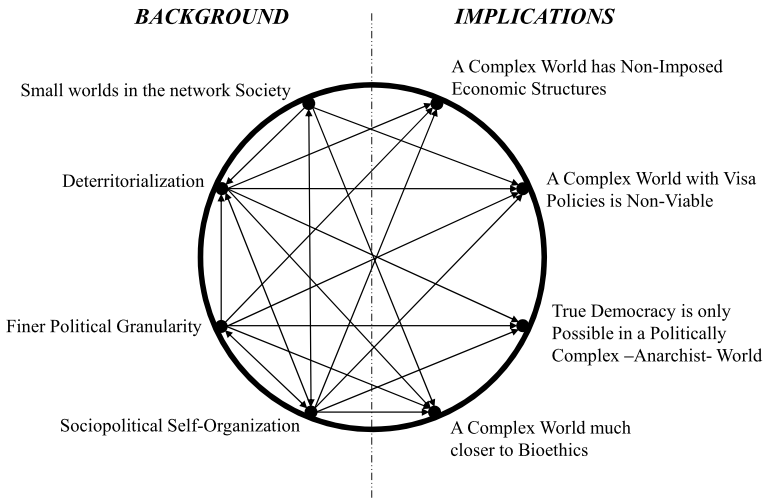 BACKGROUND
IMPLICATIONS
Small worlds in the network Society
Deterritorialization
Finer Political Granularity
Sociopolitical Self-Organization
A Complex World has Non-Imposed
Economic Structures
A Complex World with Visa
Policies is Non-Viable
True Democracy is only
Possible in a Politically
Complex –Anarchist- World
A Complex World much
closer to Bioethics